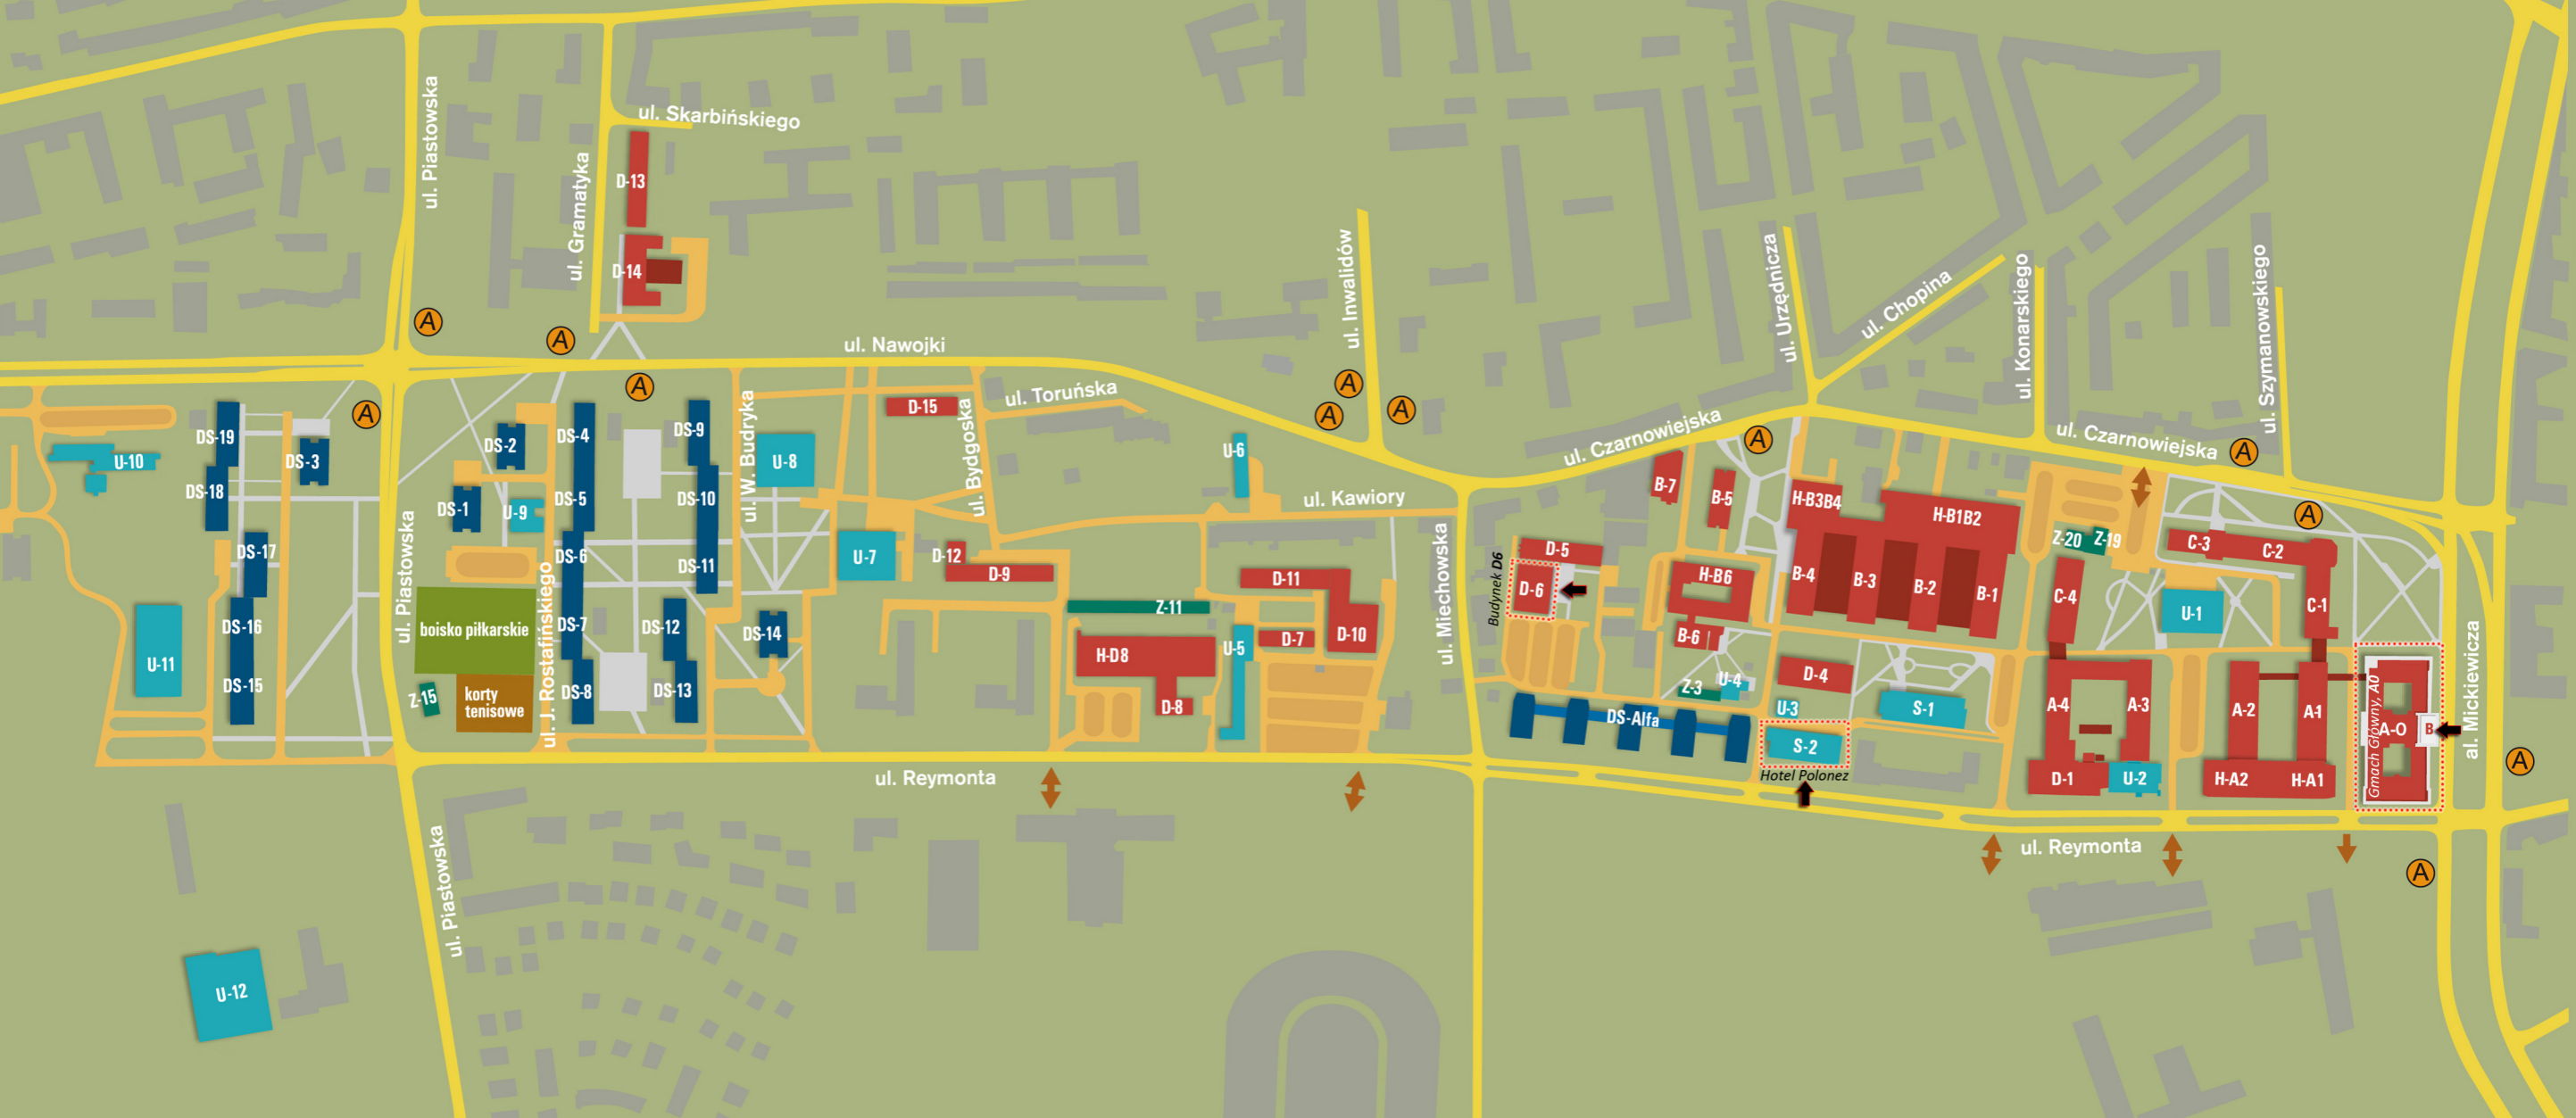 ul. Piastowska
ul. Skarbińskiego
ul. Gramatyka
D-13
D-14
A
A
A
A
ul. Nawojki
ul. Inwalidów
A
A
A
ul. Urzędnicza
ul. Chopina
ul. Konarskiego
ul. Szymanowskiego
ul. Toruńska
ul. Czarnowiejska
ul. Czarnowiejska
A
A
A
DS-19
U-10
DS-18
DS-3
DS-17
DS-16
DS-15
U-11
ul. Piastowska
DS-2
DS-1
U-9
DS-4
DS-5
DS-6
DS-7
DS-8
boisko piłkarskie
korty
tenisowe
Z-15
ul. J. Rostafińskiego
DS-9
DS-10
DS-11
DS-12
DS-13
DS-14
ul. W. Budryka
U-8
U-7
D-15
ul. Bydgoska
D-12
D-9
U-6
ul. Kawiory
Z-11
H-D8
D-8
U-5
D-11
D-7
D-10
ul. Miechowska
Budynek D6
D-5
D-6
B-7
B-5
H-B6
B-6
Z-3
U-4
U-3
DS-Alfa
S-2
Hotel Polonez
D-4
S-1
H-B3B4
H-B1B2
B-4
B-3
B-2
B-1
Z-20
Z-19
C-4
C-3
C-2
C-1
U-1
A-4
A-3
D-1
U-2
A-2
A1
H-A2
H-A1
Gmach Główny, A0
A-O
B
al. Mickiewicza
A
ul. Reymonta
ul. Reymonta
A
ul. Piastowska
U-12